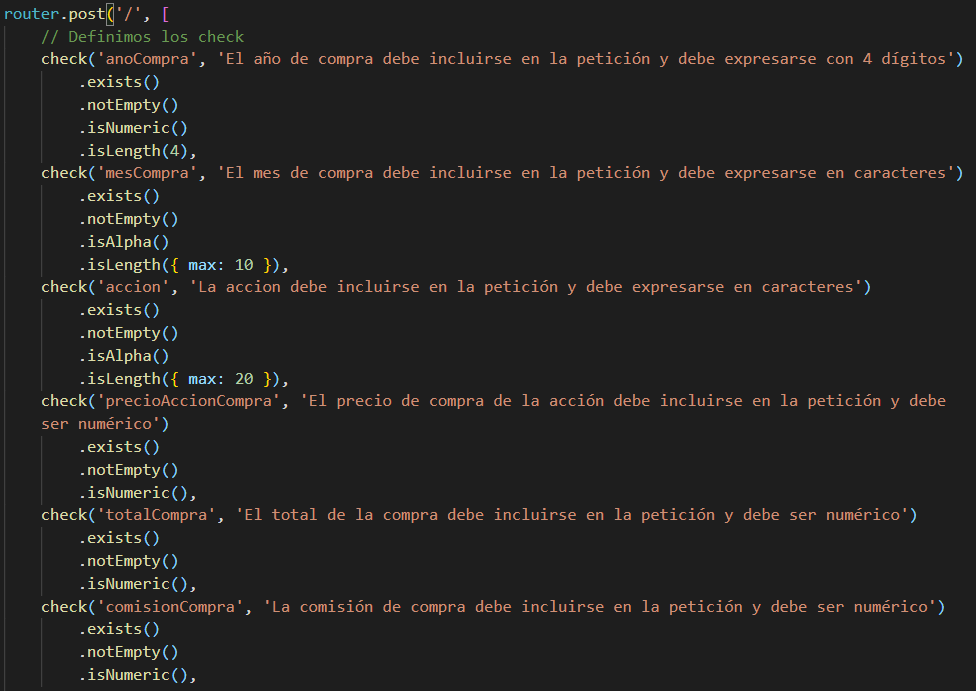 router.post('/', [
    // Definimos los check
    check('anoCompra', 'El año de compra debe incluirse en la petición y debe expresarse con 4 dígitos')
        .exists()
        .notEmpty()
        .isNumeric()
        .isLength(4),
    check('mesCompra', 'El mes de compra debe incluirse en la petición y debe expresarse en caracteres')
        .exists()
        .notEmpty()
        .isAlpha()
        .isLength({ max: 10 }),
    check('accion', 'La accion debe incluirse en la petición y debe expresarse en caracteres')
        .exists()
        .notEmpty()
        .isAlpha()
        .isLength({ max: 20 }),
    check('precioAccionCompra', 'El precio de compra de la acción debe incluirse en la petición y debe
    ser numérico')
        .exists()
        .notEmpty()
        .isNumeric(),
    check('totalCompra', 'El total de la compra debe incluirse en la petición y debe ser numérico')
        .exists()
        .notEmpty()
        .isNumeric(),
    check('comisionCompra', 'La comisión de compra debe incluirse en la petición y debe ser numérico')
        .exists()
        .notEmpty()
        .isNumeric(),